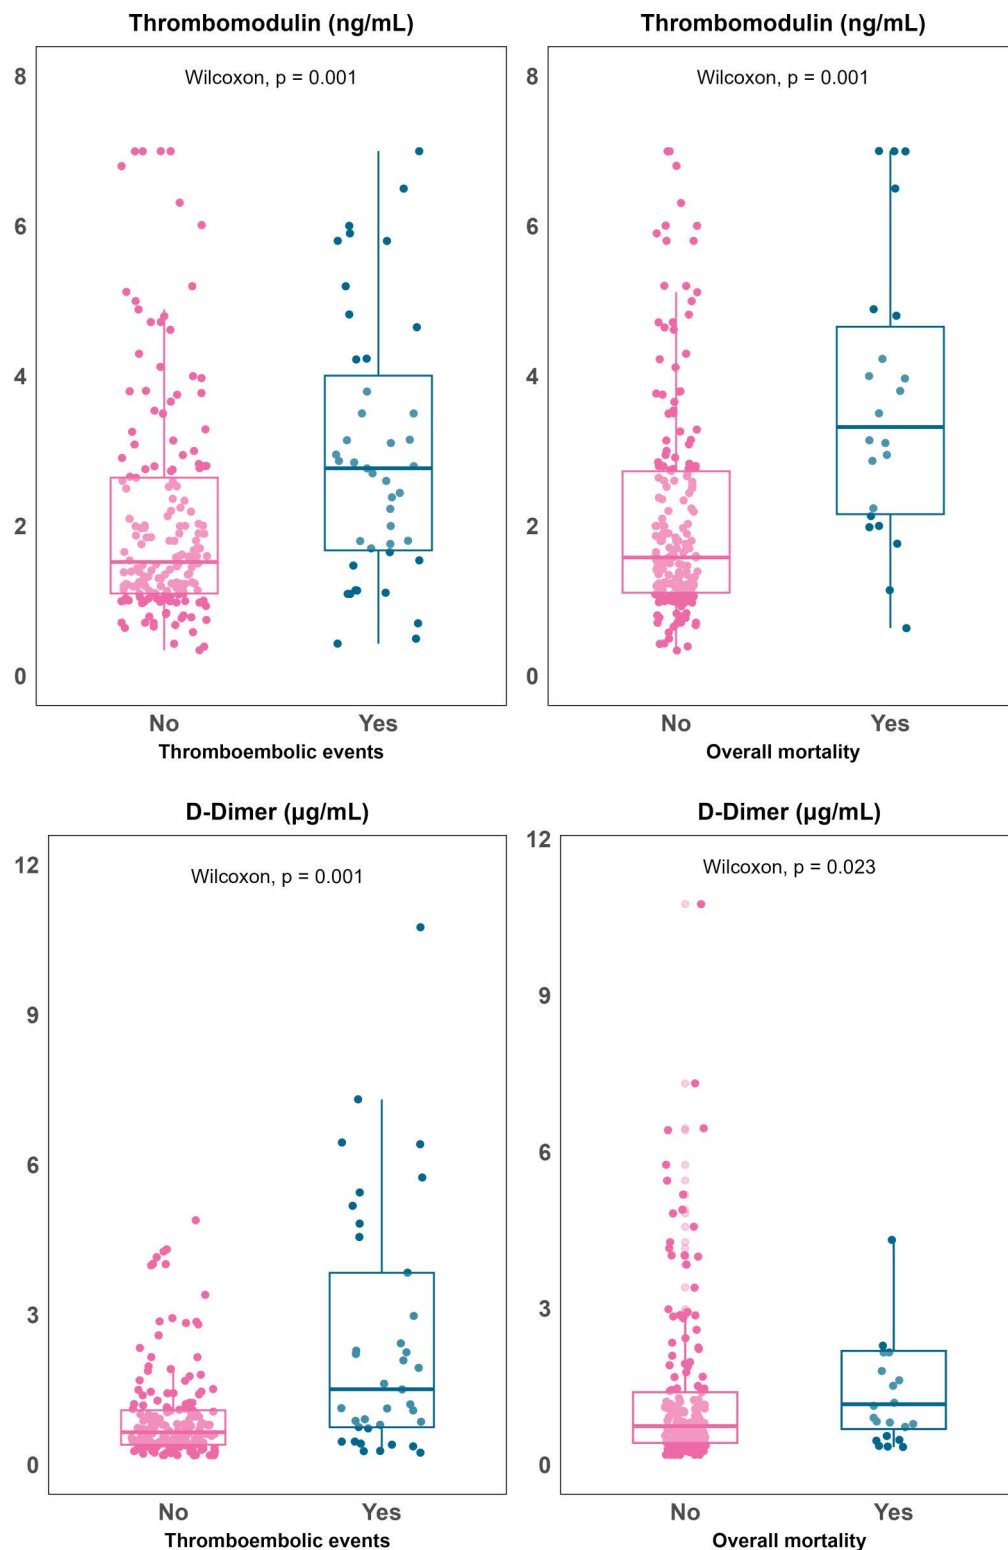 Thrombomodulin (ng/mL)
Wilcoxon, p = 0.001
8
6
4
2
0
No Yes
Thromboembolic events
Thrombomodulin (ng/mL)
Wilcoxon, p = 0.001
8
6
4
2
0
No Yes
Overall mortality
D-Dimer (µg/mL)
Wilcoxon, p = 0.001
12
9
6
3
0
No Yes
Thromboembolic events
D-Dimer (µg/mL)
Wilcoxon, p = 0.023
12
9
6
3
0
No Yes
Overall mortality